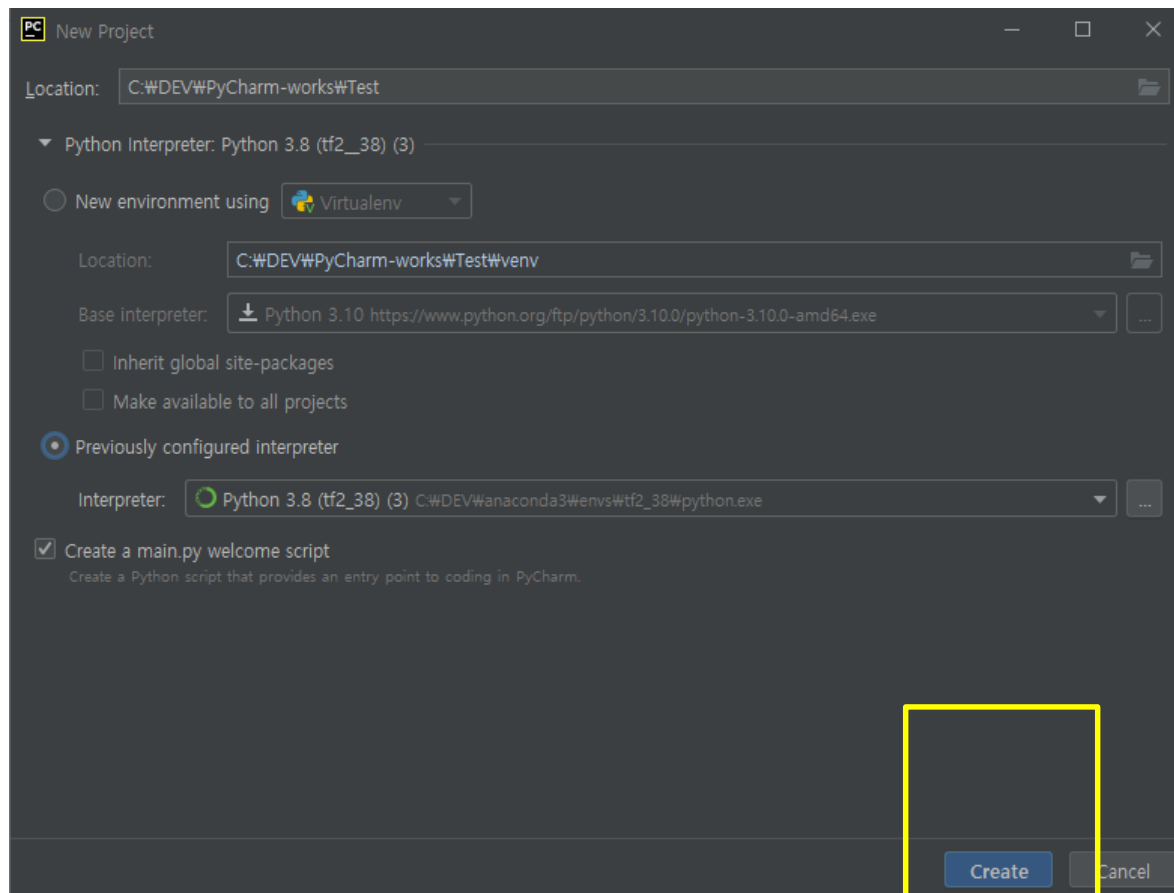 PC New Project
Location: C:₩DEV₩PyCharm-works₩Test
Python Interpreter: Python 3.8 (tf2__38) (3)
New environment using Virtualenv
Location: C:₩DEV₩PyCharm-works₩Test₩venv
Base interpreter: Python 3.10 https://www.python.org/ftp/python/3.10.0/python-3.10.0-amd64.exe ...
Inherit global site-packages
Make available to all projects
Previously configured interpreter
Interpreter: Python 3.8 (tf2_38) (3) C:₩DEV₩anaconda3₩envs₩tf2_38₩python.exe ...
Create a main.py welcome script
Create a Python script that provides an entry point to coding in PyCharm.
Create Cancel